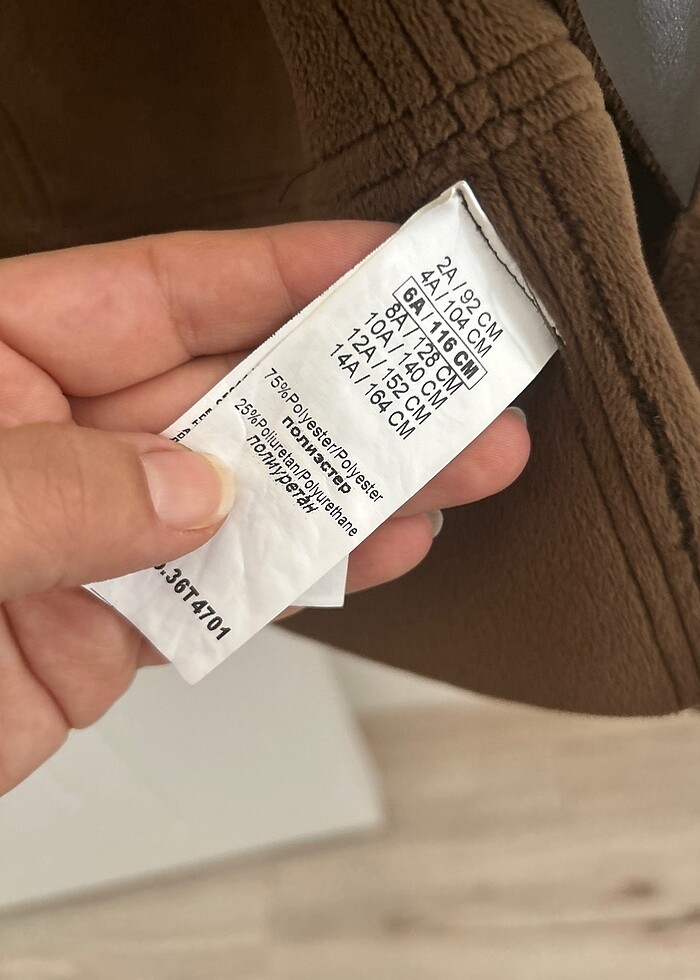 2A / 92 CM
4A / 104 CM
6A / 116 CM
8A / 128 CM
10A / 140 CM
12A / 152 CM
14A / 164 CM
75%Polyester/Polyester
полиэстер
25%Poliuretan/Polyurethane
полиуретан
.36T4701